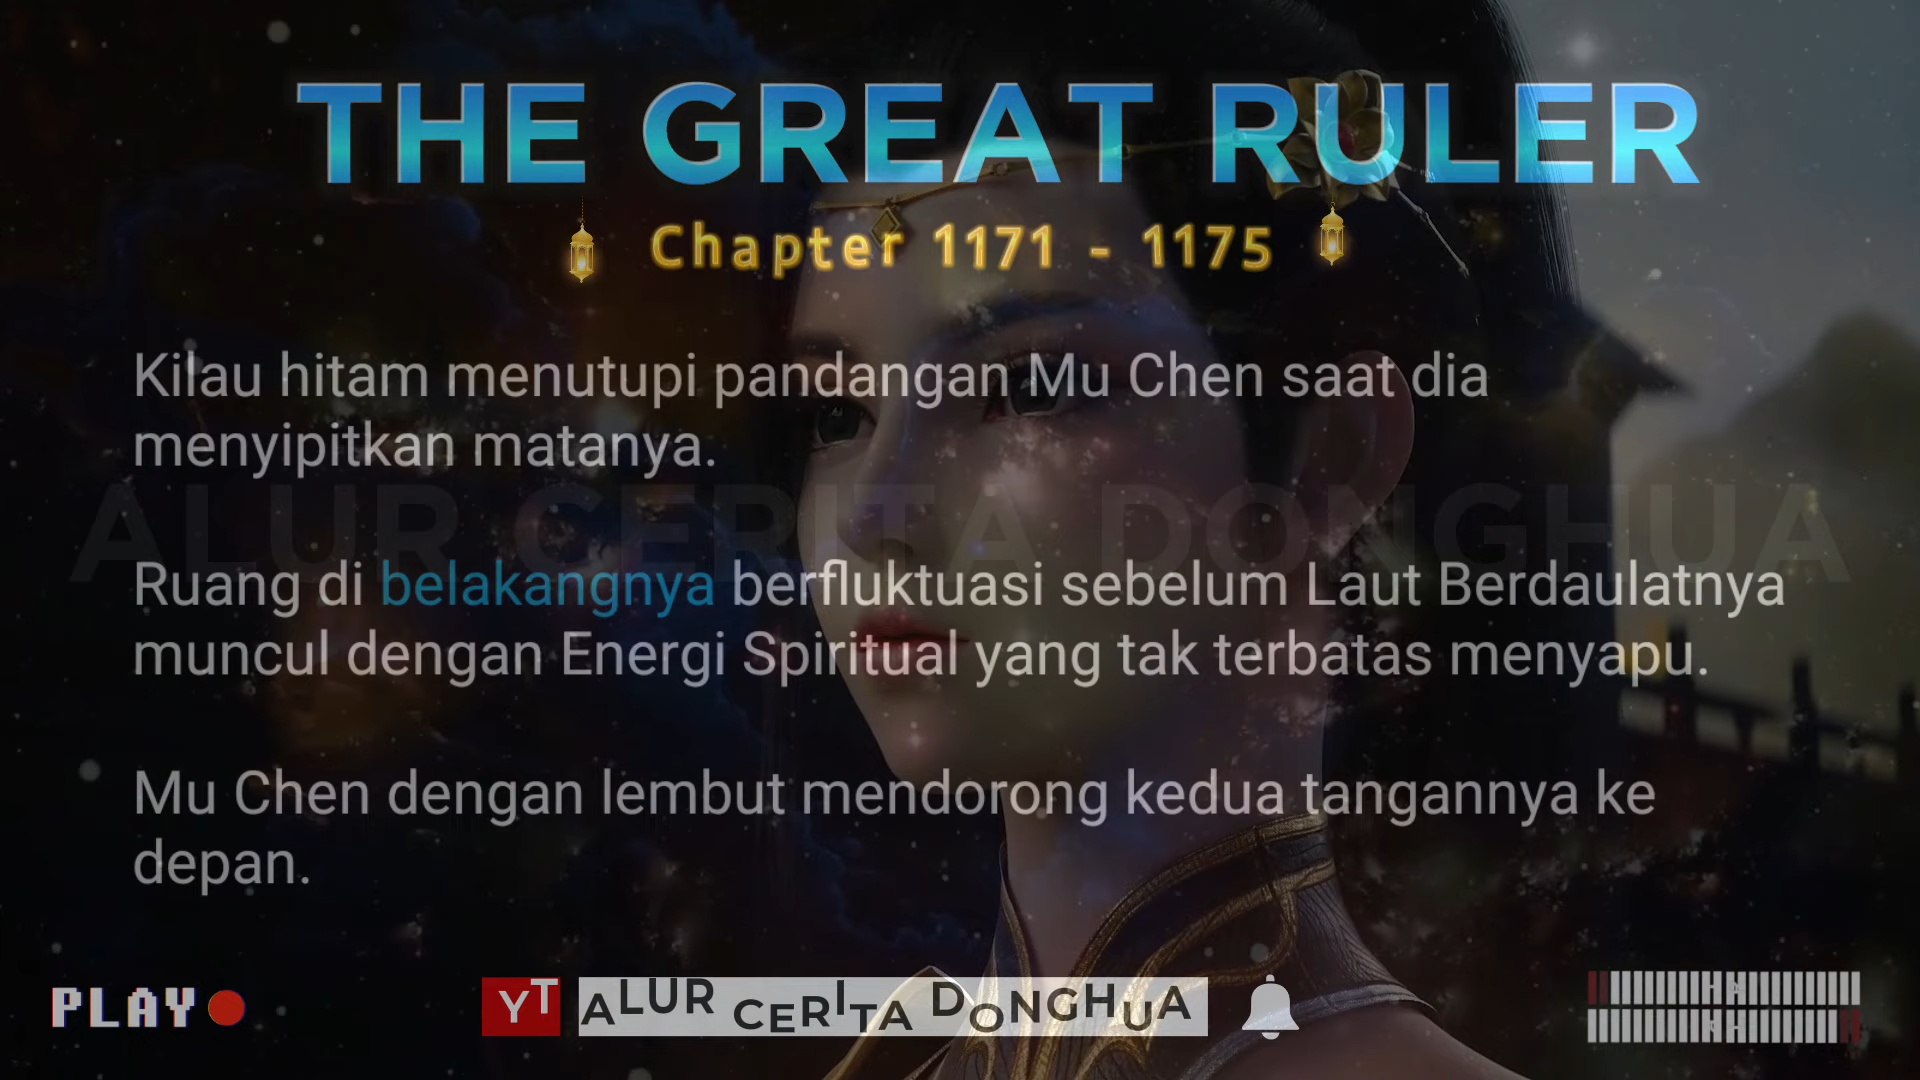 THE GREAT RULER
Chapter 1171 - 1175
Kilau hitam menutupi pandangan Mu Chen saat dia
menyipitkan matanya.
ALUR CERITA DONGHUA
Ruang di belakangnya berfluktuasi sebelum Laut Berdaulatnya
muncul dengan Energi Spiritual yang tak terbatas menyapu.
Mu Chen dengan lembut mendorong kedua tangannya ke
depan.
PLAY
YT ALUR CERITA DONGHUA